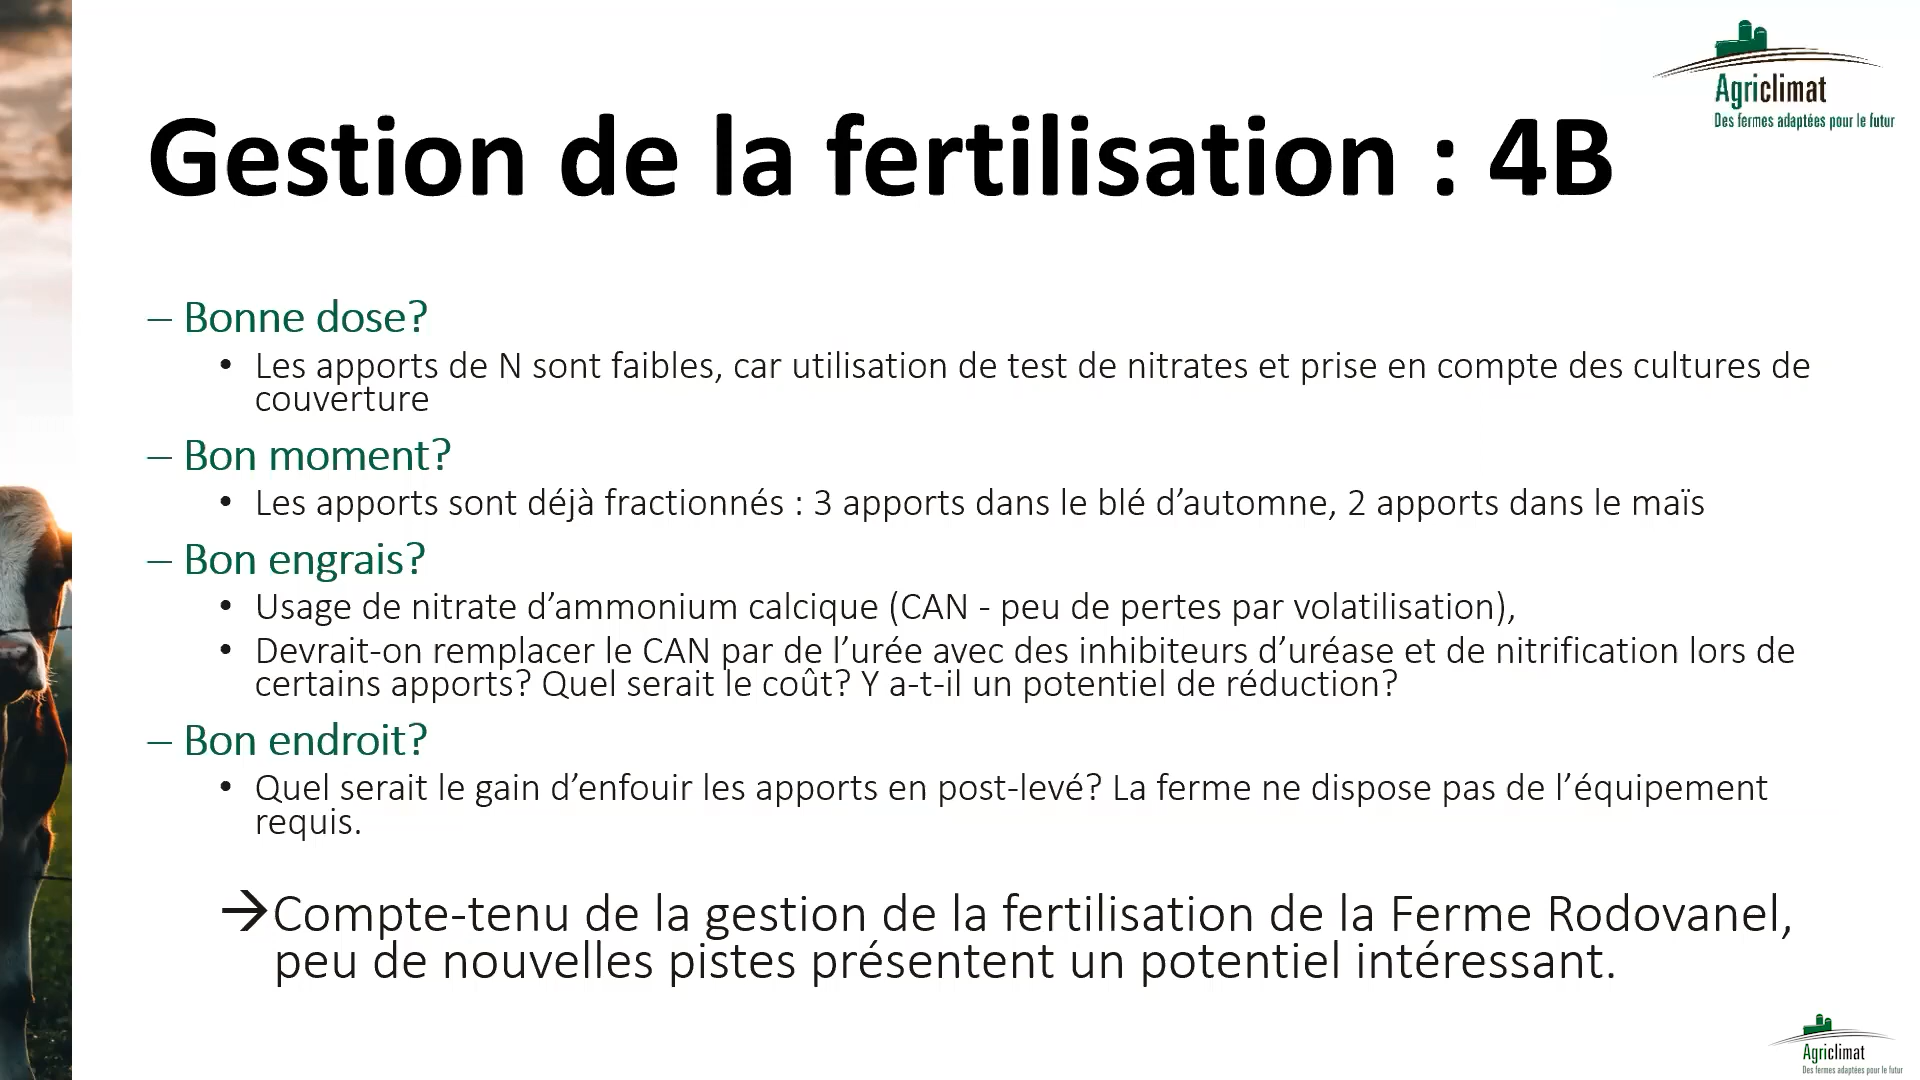 Agriclimat
Des fermes adaptées pour le futur
Gestion de la fertilisation : 4B
– Bonne dose?
• Les apports de N sont faibles, car utilisation de test de nitrates et prise en compte des cultures de
couverture
– Bon moment?
• Les apports sont déjà fractionnés : 3 apports dans le blé d’automne, 2 apports dans le maïs
– Bon engrais?
• Usage de nitrate d’ammonium calcique (CAN - peu de pertes par volatilisation),
• Devrait-on remplacer le CAN par de l’urée avec des inhibiteurs d’uréase et de nitrification lors de
certains apports? Quel serait le coût? Y a-t-il un potentiel de réduction?
– Bon endroit?
• Quel serait le gain d’enfouir les apports en post-levé? La ferme ne dispose pas de l’équipement
requis.
→Compte-tenu de la gestion de la fertilisation de la Ferme Rodovanel,
peu de nouvelles pistes présentent un potentiel intéressant.
Agriclimat
Des fermes adaptées pour le futur